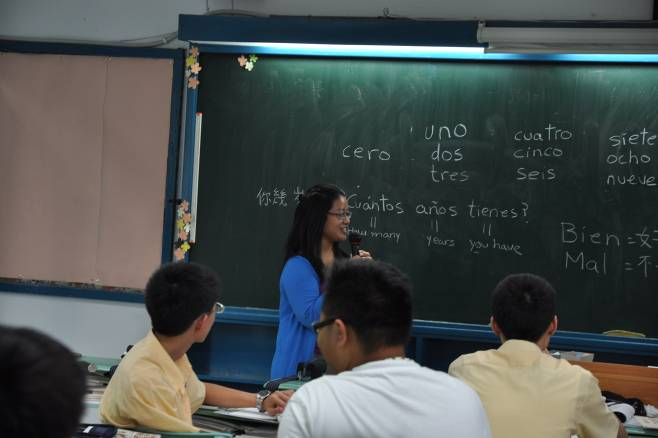 uno cuatro siete
cero dos cinco ocho
tres seis nueve
你幾 Cuántos años tienes?
= = =
How many years you have
Bien =
Mal = 不